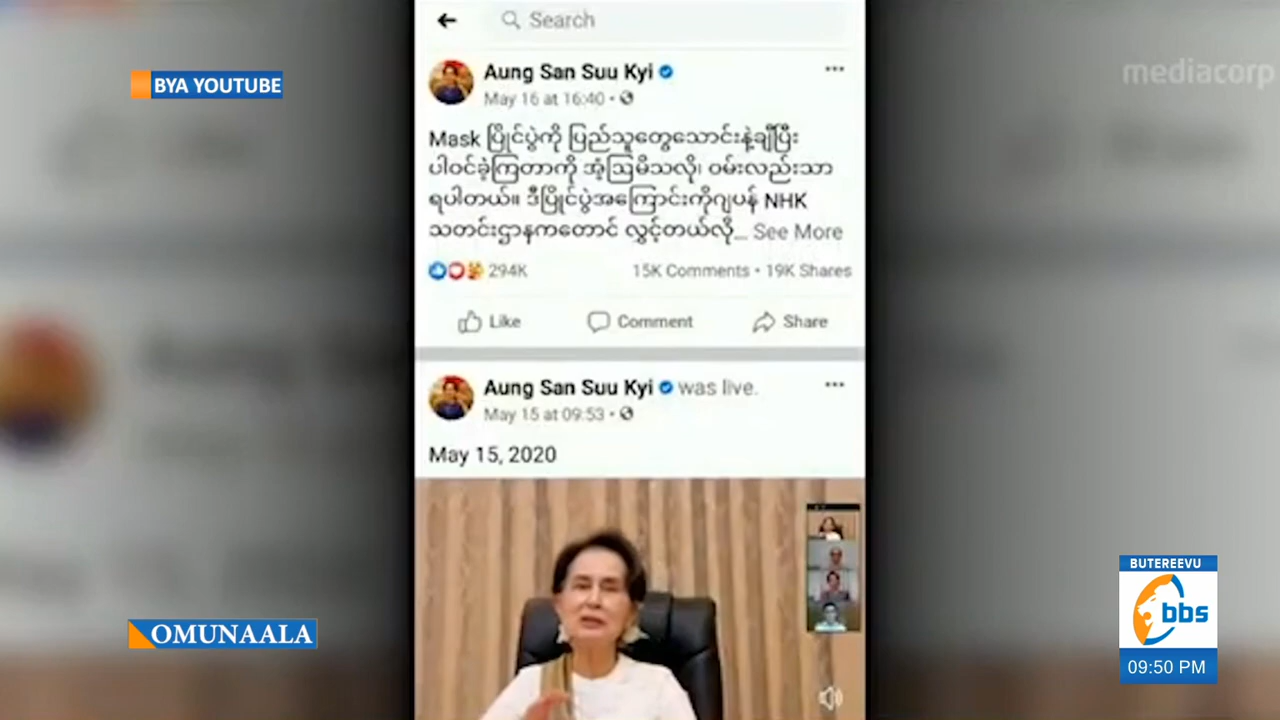 Search
BYA YOUTUBE
mediacorp
Aung San Suu Kyi
May 16 at 16:40
Mask ပြိုင်ပွဲကို ပြည်သူတွေသောင်းနဲ့ချီပြီး
ပါဝင်ခဲ့ကြတာကို အံ့ဩမိသလို၊ ဝမ်းလည်းသာ
ရပါတယ်။ ဒီပြိုင်ပွဲအကြောင်းကိုဂျပန် NHK
သတင်းဌာနကတောင် လွှင့်တယ်လို့... See More
294K
15K Comments • 19K Shares
Like Comment Share
Aung San Suu Kyi was live.
May 15 at 09:53
May 15, 2020
BUTEREEVU
bbs
09:50 PM
OMUNAALA